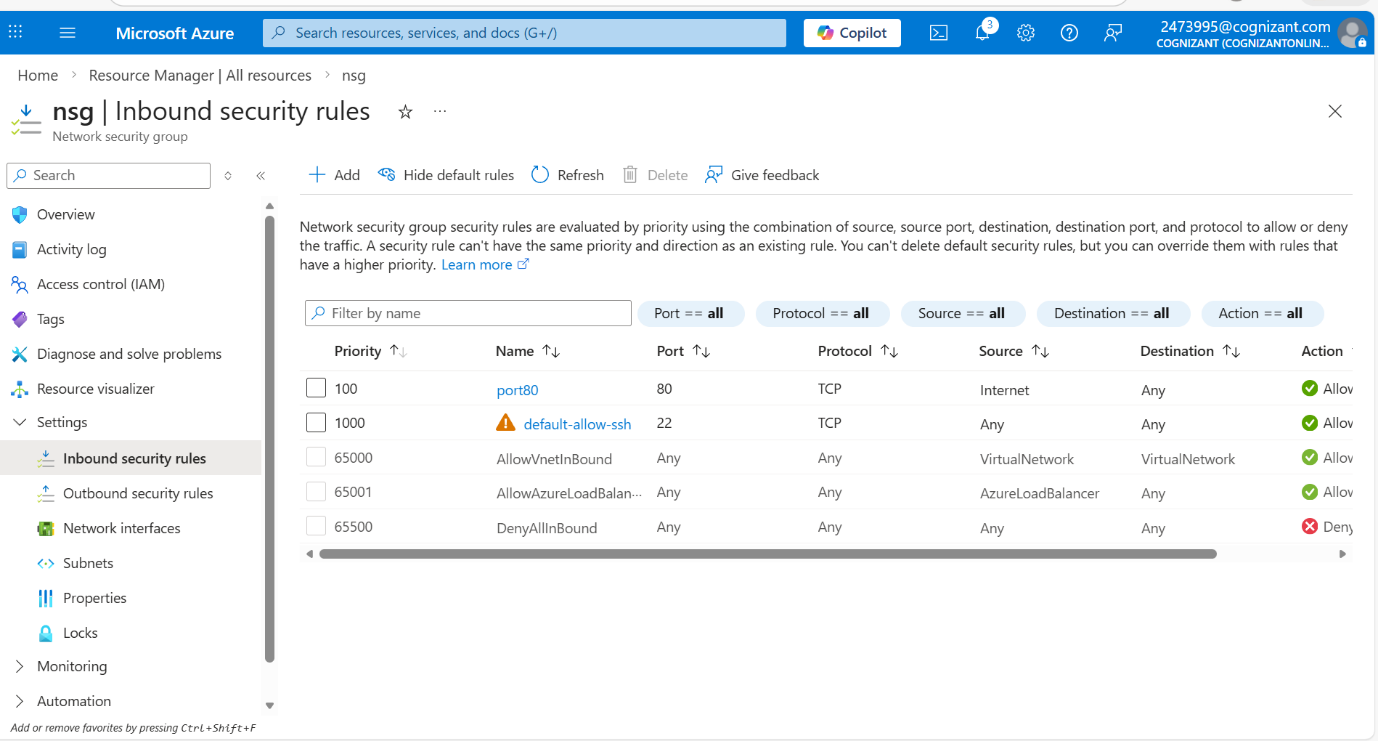 Microsoft Azure
Search resources, services, and docs (G+/)
Copilot
3
2473995@cognizant.com
COGNIZANT (COGNIZANTONLIN...
Home > Resource Manager | All resources > nsg
nsg | Inbound security rules
Network security group
Search
Add
Hide default rules
Refresh
Delete
Give feedback
Overview
Activity log
Access control (IAM)
Tags
Diagnose and solve problems
Resource visualizer
Settings
Inbound security rules
Outbound security rules
Network interfaces
Subnets
Properties
Locks
Monitoring
Automation
Add or remove favorites by pressing Ctrl+Shift+F
Network security group security rules are evaluated by priority using the combination of source, source port, destination, destination port, and protocol to allow or deny
the traffic. A security rule can't have the same priority and direction as an existing rule. You can't delete default security rules, but you can override them with rules that
have a higher priority. Learn more
Filter by name
Port == all
Protocol == all
Source == all
Destination == all
Action == all
Priority Name Port Protocol Source Destination Action
100 port80 80 TCP Internet Any Allow
1000 default-allow-ssh 22 TCP Any Any Allow
65000 AllowVnetInBound Any Any VirtualNetwork VirtualNetwork Allow
65001 AllowAzureLoadBalan... Any Any AzureLoadBalancer Any Allow
65500 DenyAllInBound Any Any Any Any Deny